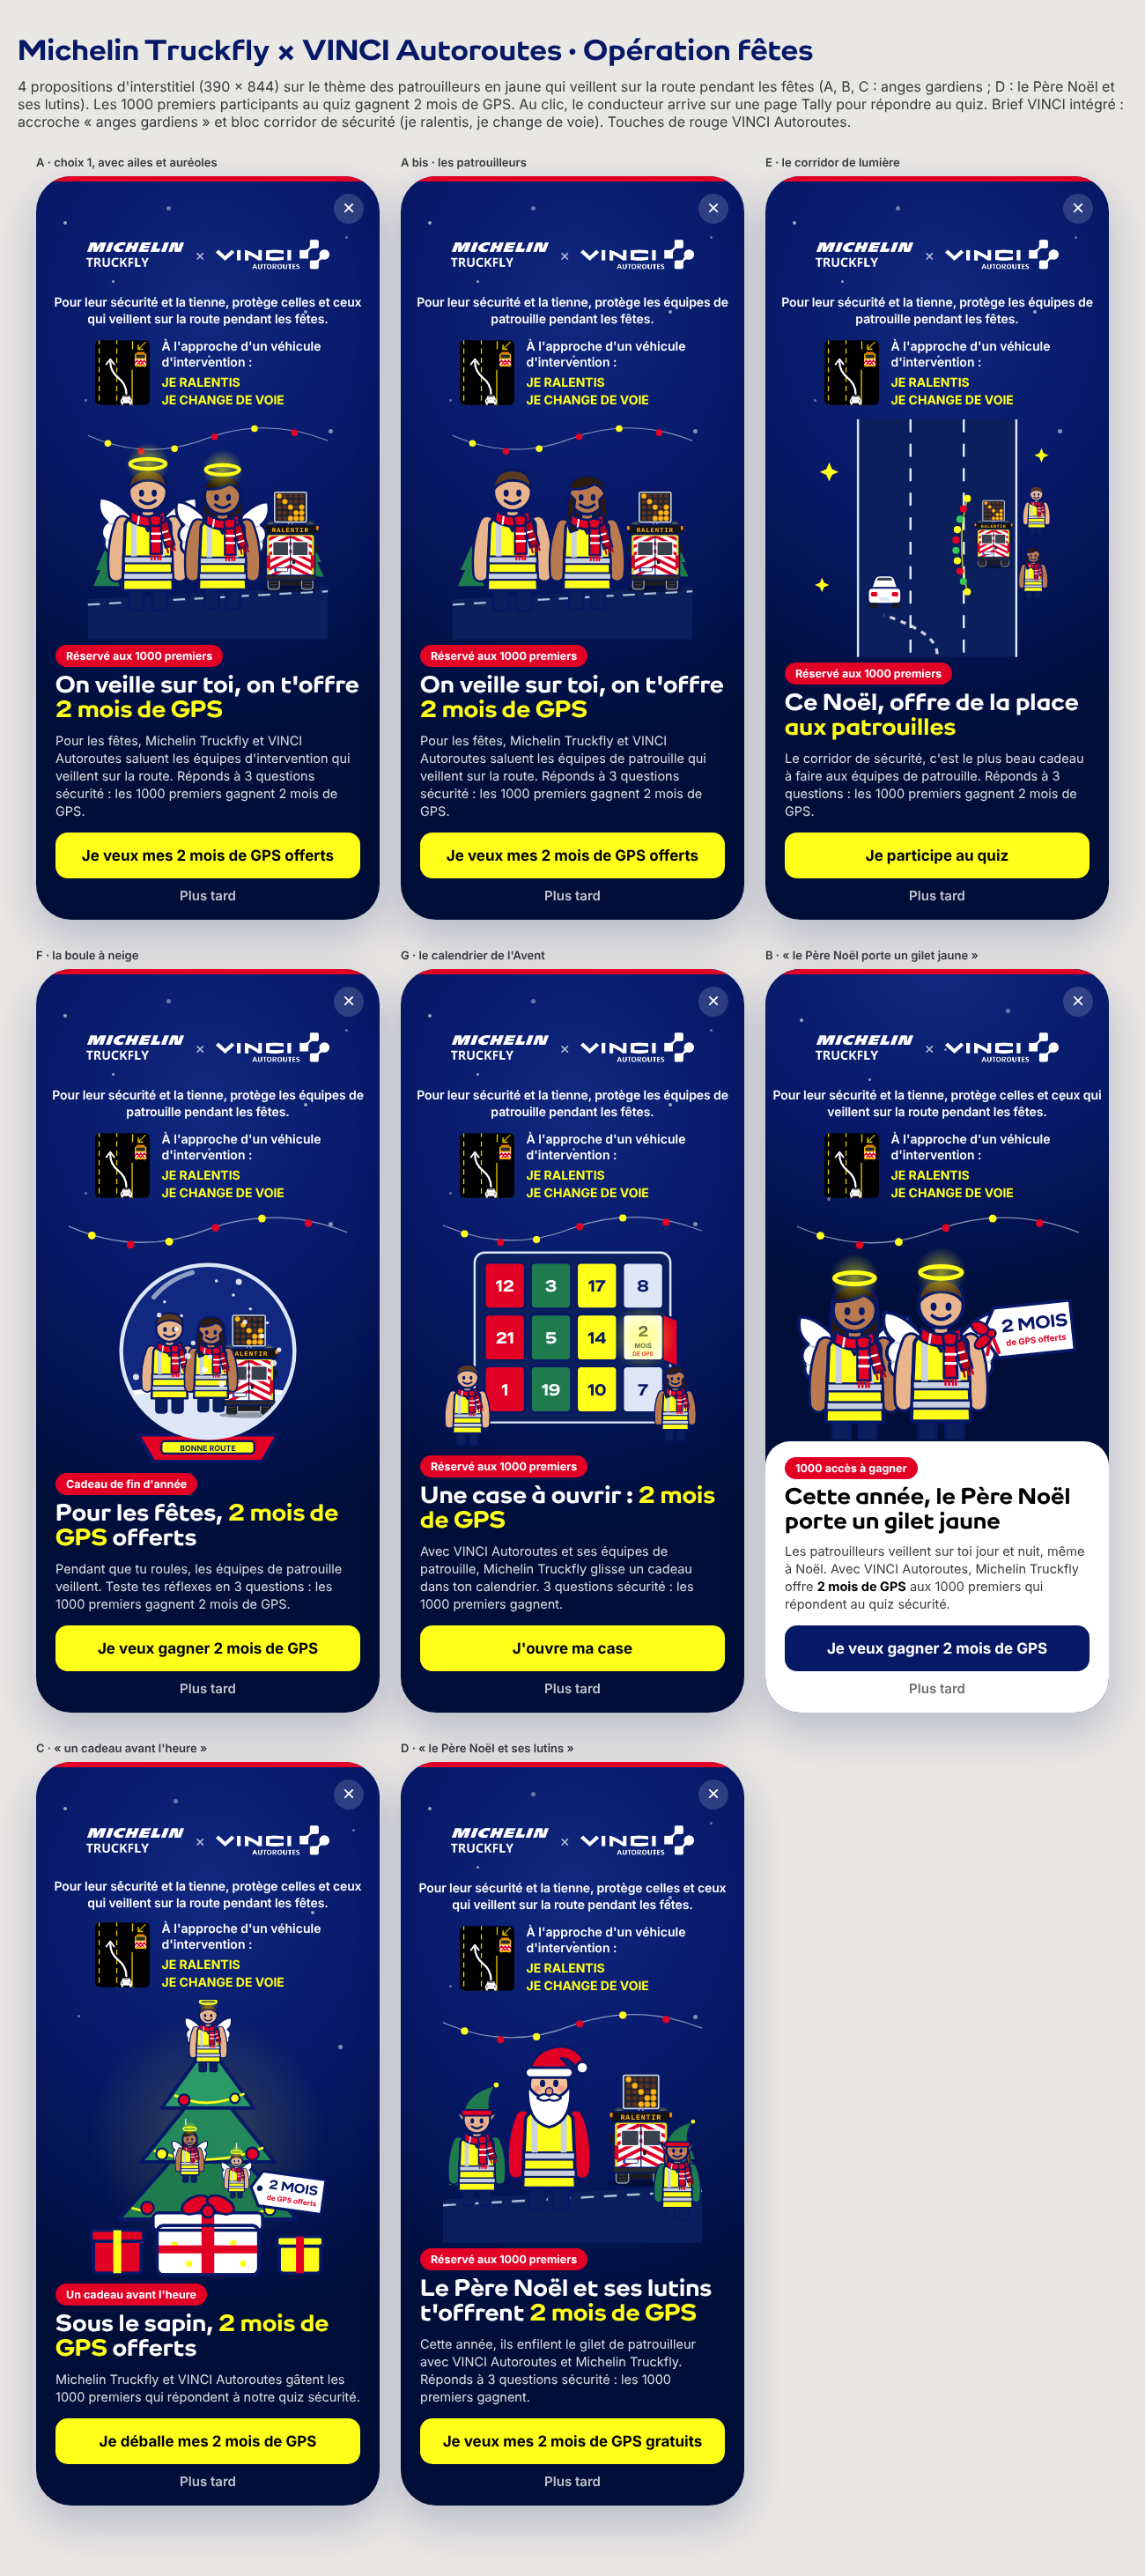 Michelin Truckfly × VINCI Autoroutes · Opération fêtes
4 propositions d'interstitiel (390 × 844) sur le thème des patrouilleurs en jaune qui veillent sur la route pendant les fêtes (A, B, C : anges gardiens ; D : le Père Noël et
ses lutins). Les 1000 premiers participants au quiz gagnent 2 mois de GPS. Au clic, le conducteur arrive sur une page Tally pour répondre au quiz. Brief VINCI intégré :
accroche « anges gardiens » et bloc corridor de sécurité (je ralentis, je change de voie). Touches de rouge VINCI Autoroutes.
A · choix 1, avec ailes et auréoles
✕
MICHELIN
TRUCKFLY
×
VINCI
AUTOROUTES
Pour leur sécurité et la tienne, protège celles et ceux
qui veillent sur la route pendant les fêtes.
À l'approche d'un véhicule
d'intervention :
JE RALENTIS
JE CHANGE DE VOIE
RALENTIR
Réservé aux 1000 premiers
On veille sur toi, on t'offre
2 mois de GPS
Pour les fêtes, Michelin Truckfly et VINCI
Autoroutes saluent les équipes d'intervention qui
veillent sur la route. Réponds à 3 questions
sécurité : les 1000 premiers gagnent 2 mois de
GPS.
Je veux mes 2 mois de GPS offerts
Plus tard
A bis · les patrouilleurs
✕
MICHELIN
TRUCKFLY
×
VINCI
AUTOROUTES
Pour leur sécurité et la tienne, protège les équipes de
patrouille pendant les fêtes.
À l'approche d'un véhicule
d'intervention :
JE RALENTIS
JE CHANGE DE VOIE
RALENTIR
Réservé aux 1000 premiers
On veille sur toi, on t'offre
2 mois de GPS
Pour les fêtes, Michelin Truckfly et VINCI
Autoroutes saluent les équipes de patrouille qui
veillent sur la route. Réponds à 3 questions
sécurité : les 1000 premiers gagnent 2 mois de
GPS.
Je veux mes 2 mois de GPS offerts
Plus tard
E · le corridor de lumière
✕
MICHELIN
TRUCKFLY
×
VINCI
AUTOROUTES
Pour leur sécurité et la tienne, protège les équipes de
patrouille pendant les fêtes.
À l'approche d'un véhicule
d'intervention :
JE RALENTIS
JE CHANGE DE VOIE
RALENTIR
Réservé aux 1000 premiers
Ce Noël, offre de la place
aux patrouilles
Le corridor de sécurité, c'est le plus beau cadeau
à faire aux équipes de patrouille. Réponds à 3
questions : les 1000 premiers gagnent 2 mois de
GPS.
Je participe au quiz
Plus tard
F · la boule à neige
✕
MICHELIN
TRUCKFLY
×
VINCI
AUTOROUTES
Pour leur sécurité et la tienne, protège les équipes de
patrouille pendant les fêtes.
À l'approche d'un véhicule
d'intervention :
JE RALENTIS
JE CHANGE DE VOIE
ALENTIR
BONNE ROUTE
Cadeau de fin d'année
Pour les fêtes, 2 mois de
GPS offerts
Pendant que tu roules, les équipes de patrouille
veillent. Teste tes réflexes en 3 questions : les
1000 premiers gagnent 2 mois de GPS.
Je veux gagner 2 mois de GPS
Plus tard
G · le calendrier de l'Avent
✕
MICHELIN
TRUCKFLY
×
VINCI
AUTOROUTES
Pour leur sécurité et la tienne, protège les équipes de
patrouille pendant les fêtes.
À l'approche d'un véhicule
d'intervention :
JE RALENTIS
JE CHANGE DE VOIE
12 3 17 8
21 5 14 2
MOIS
DE GPS
1 19 10 7
Réservé aux 1000 premiers
Une case à ouvrir : 2 mois
de GPS
Avec VINCI Autoroutes et ses équipes de
patrouille, Michelin Truckfly glisse un cadeau
dans ton calendrier. 3 questions sécurité : les
1000 premiers gagnent.
J'ouvre ma case
Plus tard
B · « le Père Noël porte un gilet jaune »
✕
MICHELIN
TRUCKFLY
×
VINCI
AUTOROUTES
Pour leur sécurité et la tienne, protège celles et ceux qui
veillent sur la route pendant les fêtes.
À l'approche d'un véhicule
d'intervention :
JE RALENTIS
JE CHANGE DE VOIE
2 MOIS
de GPS offerts
1000 accès à gagner
Cette année, le Père Noël
porte un gilet jaune
Les patrouilleurs veillent sur toi jour et nuit, même
à Noël. Avec VINCI Autoroutes, Michelin Truckfly
offre 2 mois de GPS aux 1000 premiers qui
répondent au quiz sécurité.
Je veux gagner 2 mois de GPS
Plus tard
C · « un cadeau avant l'heure »
✕
MICHELIN
TRUCKFLY
×
VINCI
AUTOROUTES
Pour leur sécurité et la tienne, protège celles et ceux
qui veillent sur la route pendant les fêtes.
À l'approche d'un véhicule
d'intervention :
JE RALENTIS
JE CHANGE DE VOIE
2 MOIS
de GPS offerts
Un cadeau avant l'heure
Sous le sapin, 2 mois de
GPS offerts
Michelin Truckfly et VINCI Autoroutes gâtent les
1000 premiers qui répondent à notre quiz sécurité.
Je déballe mes 2 mois de GPS
Plus tard
D · « le Père Noël et ses lutins »
✕
MICHELIN
TRUCKFLY
×
VINCI
AUTOROUTES
Pour leur sécurité et la tienne, protège celles et ceux
qui veillent sur la route pendant les fêtes.
À l'approche d'un véhicule
d'intervention :
JE RALENTIS
JE CHANGE DE VOIE
RALENTIR
Réservé aux 1000 premiers
Le Père Noël et ses lutins
t'offrent 2 mois de GPS
Cette année, ils enfilent le gilet de patrouilleur
avec VINCI Autoroutes et Michelin Truckfly.
Réponds à 3 questions sécurité : les 1000
premiers gagnent.
Je veux mes 2 mois de GPS gratuits
Plus tard